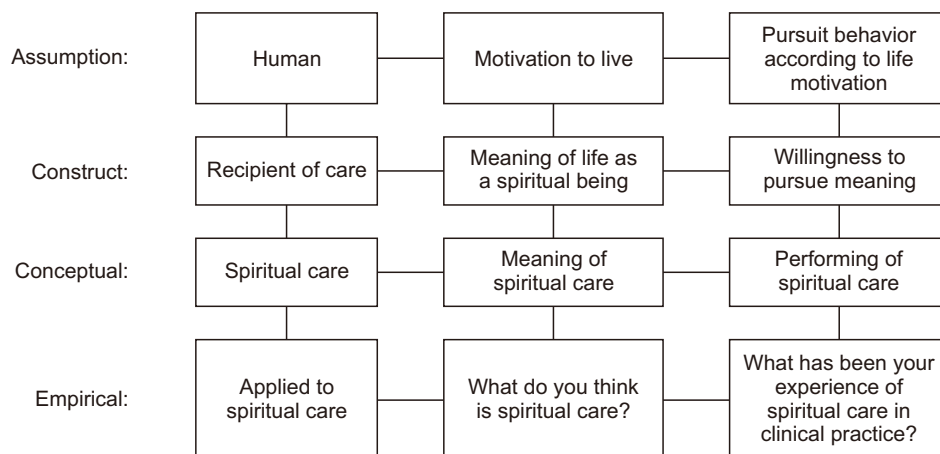 Assumption:
Human
Motivation to live
Pursuit behavior
according to life
motivation
Construct:
Recipient of care
Meaning of life as
a spiritual being
Willingness to
pursue meaning
Conceptual:
Spiritual care
Meaning of
spiritual care
Performing of
spiritual care
Empirical:
Applied to
spiritual care
What do you think
is spiritual care?
What has been your
experience of
spiritual care in
clinical practice?